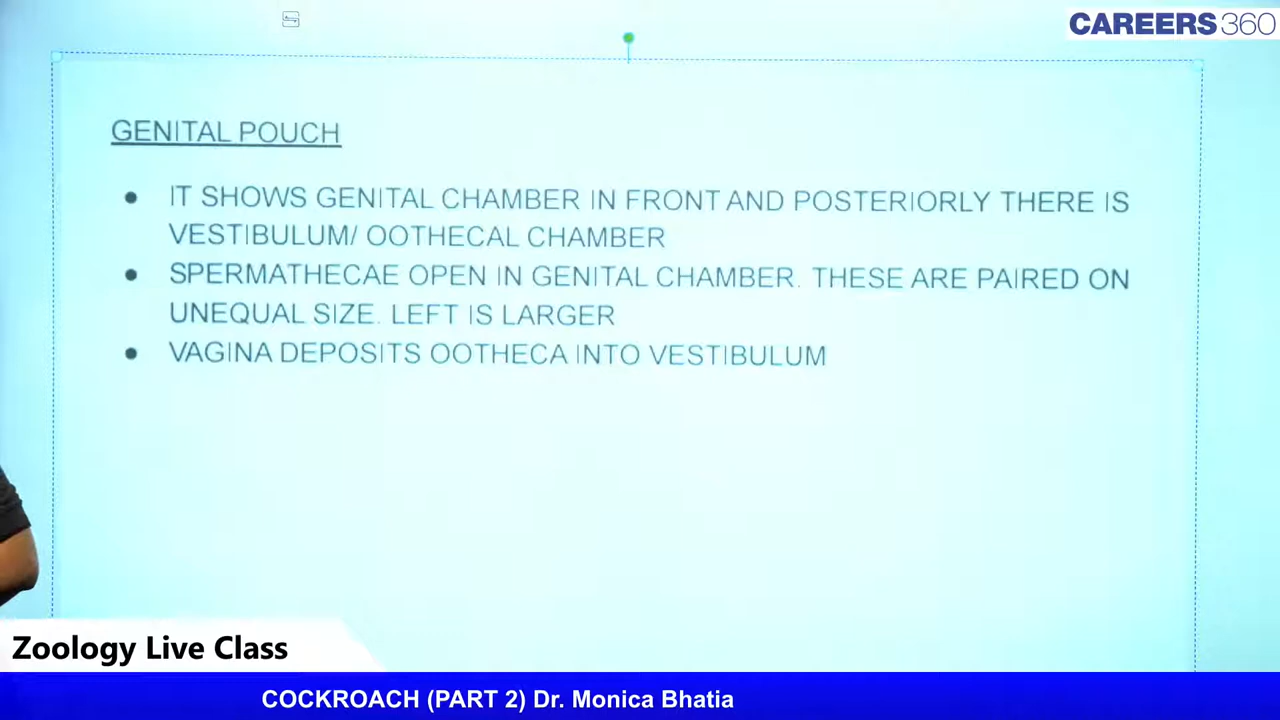 CAREERS360
GENITAL POUCH
● IT SHOWS GENITAL CHAMBER IN FRONT AND POSTERIORLY THERE IS
VESTIBULUM/ OOTHECAL CHAMBER
● SPERMATHECAE OPEN IN GENITAL CHAMBER. THESE ARE PAIRED ON
UNEQUAL SIZE. LEFT IS LARGER
● VAGINA DEPOSITS OOTHECA INTO VESTIBULUM
Zoology Live Class
COCKROACH (PART 2) Dr. Monica Bhatia